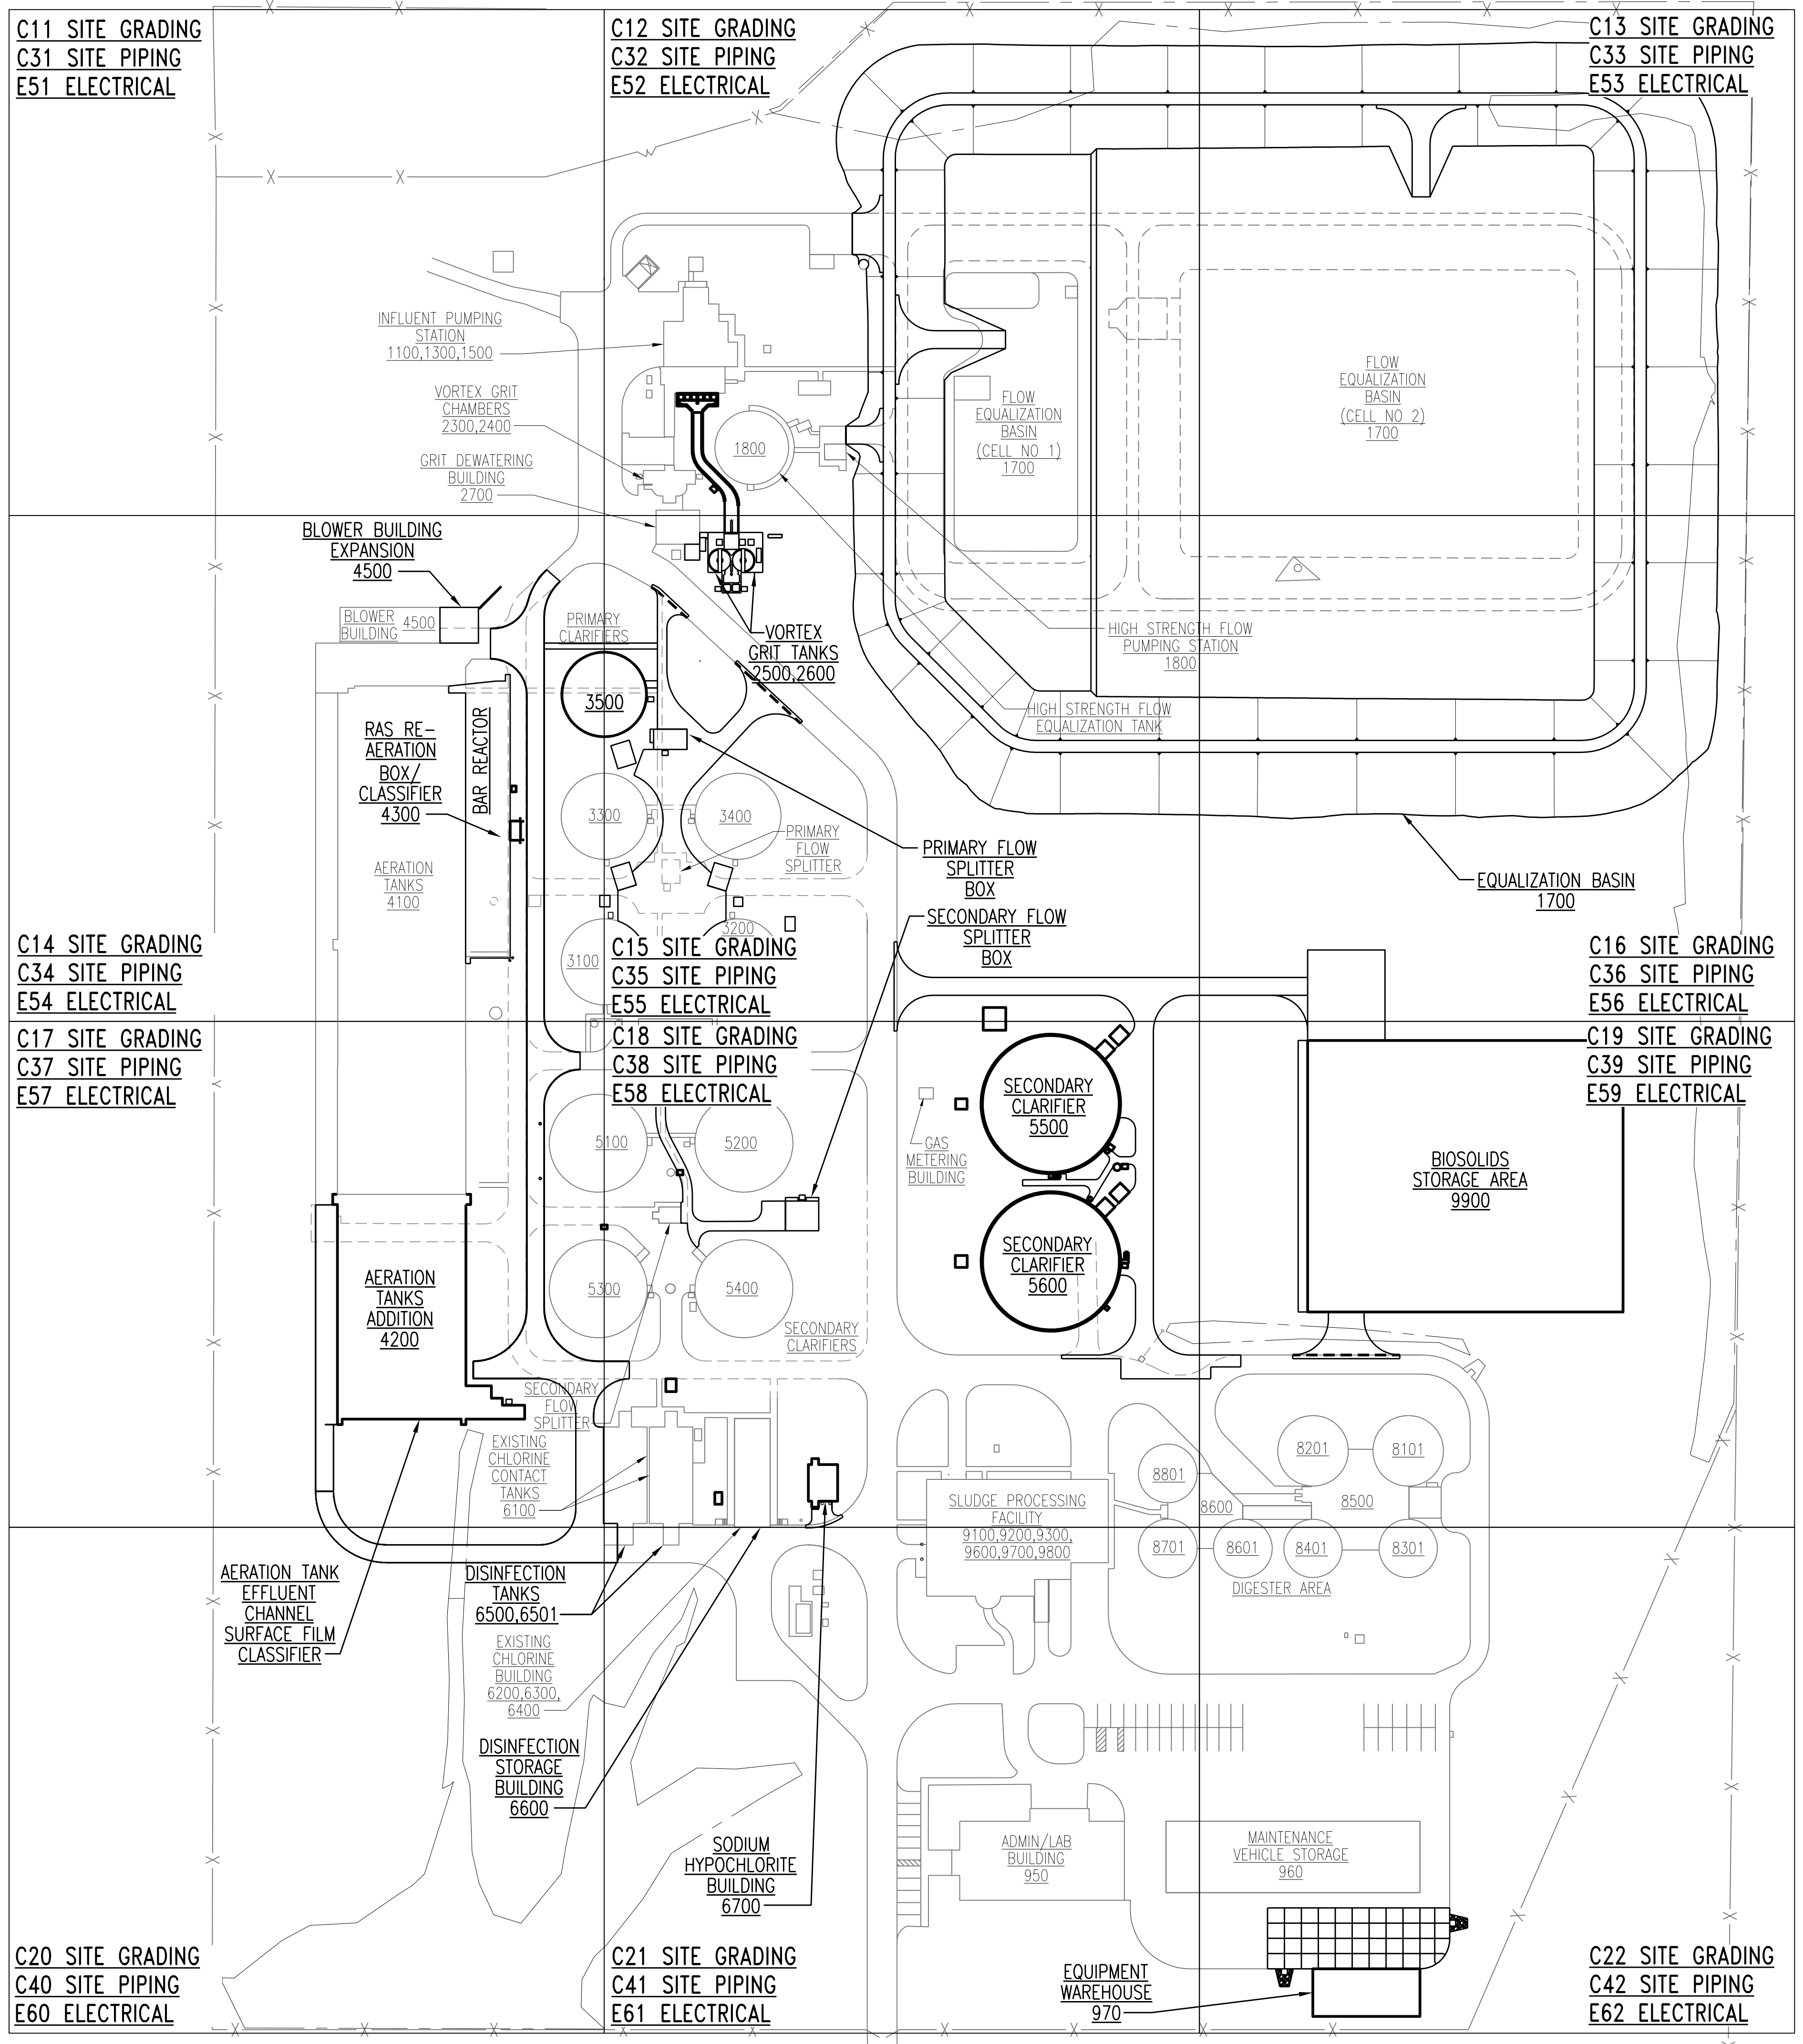 C11 SITE GRADING
C31 SITE PIPING
E51 ELECTRICAL
C12 SITE GRADING
C32 SITE PIPING
E52 ELECTRICAL
C13 SITE GRADING
C33 SITE PIPING
E53 ELECTRICAL
INFLUENT PUMPING
STATION
1100,1300,1500
VORTEX GRIT
CHAMBERS
2300,2400
GRIT DEWATERING
BUILDING
2700
1800
FLOW
EQUALIZATION
BASIN
(CELL NO 1)
1700
FLOW
EQUALIZATION
BASIN
(CELL NO 2)
1700
BLOWER BUILDING
EXPANSION
4500
BLOWER
BUILDING
4500
PRIMARY
CLARIFIERS
VORTEX
GRIT TANKS
2500,2600
HIGH STRENGTH FLOW
PUMPING STATION
1800
HIGH STRENGTH FLOW
EQUALIZATION TANK
3500
RAS RE-
AERATION
BOX/
CLASSIFIER
4300
BAR REACTOR
AERATION
TANKS
4100
3300
3400
PRIMARY
FLOW
SPLITTER
PRIMARY FLOW
SPLITTER
BOX
EQUALIZATION BASIN
1700
SECONDARY FLOW
SPLITTER
BOX
3200
3100
C14 SITE GRADING
C34 SITE PIPING
E54 ELECTRICAL
C15 SITE GRADING
C35 SITE PIPING
E55 ELECTRICAL
C16 SITE GRADING
C36 SITE PIPING
E56 ELECTRICAL
C17 SITE GRADING
C37 SITE PIPING
E57 ELECTRICAL
C18 SITE GRADING
C38 SITE PIPING
E58 ELECTRICAL
C19 SITE GRADING
C39 SITE PIPING
E59 ELECTRICAL
SECONDARY
CLARIFIER
5500
5100
5200
GAS
METERING
BUILDING
BIOSOLIDS
STORAGE AREA
9900
SECONDARY
CLARIFIER
5600
AERATION
TANKS
ADDITION
4200
5300
5400
SECONDARY
CLARIFIERS
SECONDARY
FLOW
SPLITTER
EXISTING
CHLORINE
CONTACT
TANKS
6100
8201
8101
8801
8600
8500
SLUDGE PROCESSING
FACILITY
9100,9200,9300,
9600,9700,9800
8701
8601
8401
8301
DIGESTER AREA
AERATION TANK
EFFLUENT
CHANNEL
SURFACE FILM
CLASSIFIER
DISINFECTION
TANKS
6500,6501
EXISTING
CHLORINE
BUILDING
6200,6300,
6400
DISINFECTION
STORAGE
BUILDING
6600
SODIUM
HYPOCHLORITE
BUILDING
6700
ADMIN/LAB
BUILDING
950
MAINTENANCE
VEHICLE STORAGE
960
EQUIPMENT
WAREHOUSE
970
C20 SITE GRADING
C40 SITE PIPING
E60 ELECTRICAL
C21 SITE GRADING
C41 SITE PIPING
E61 ELECTRICAL
C22 SITE GRADING
C42 SITE PIPING
E62 ELECTRICAL